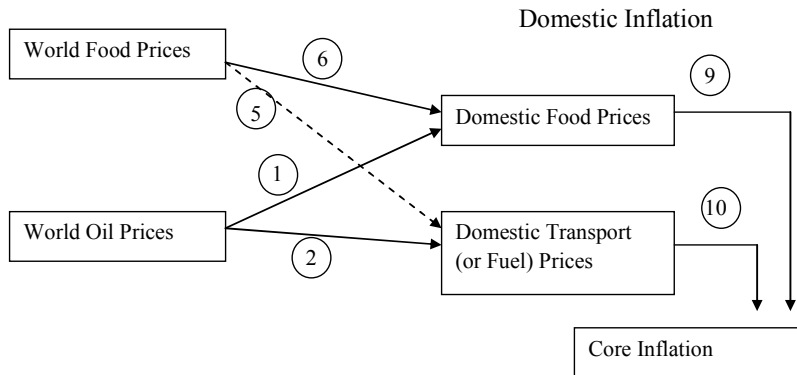 Domestic Inflation
World Food Prices
6
9
5
Domestic Food Prices
1
10
World Oil Prices
Domestic Transport
(or Fuel) Prices
2
Core Inflation